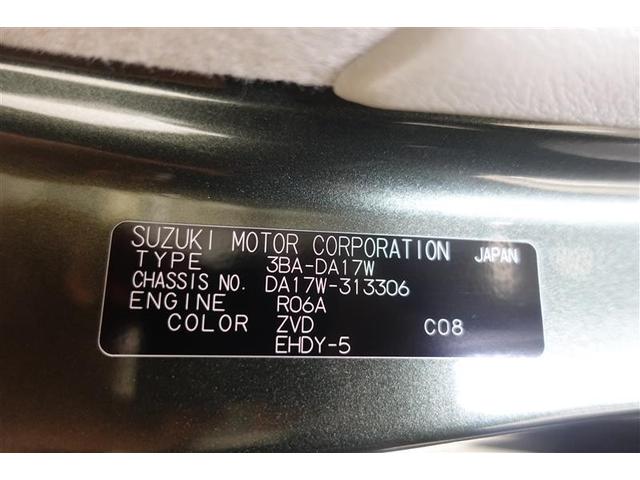 SUZUKI MOTOR CORPORATION JAPAN
TYPE 3BA-DA17W
CHASSIS NO. DA17W-313306
ENGINE R06A
COLOR ZVD C08
EHDY-5